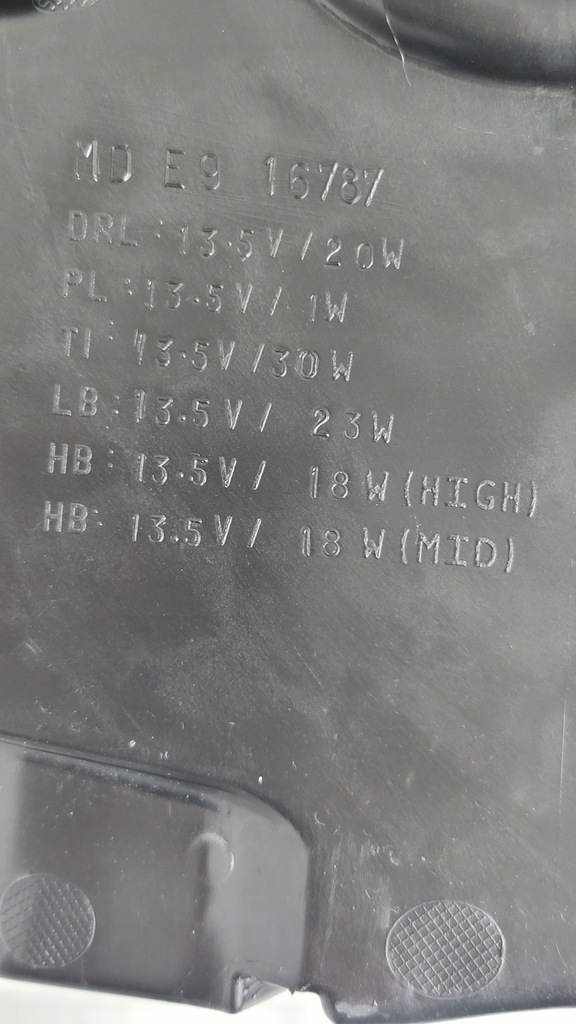 MD E9 16787
DRL: 13.5V/20W
PL: 13.5V/ 1W
TI: 13.5V/30W
LB: 13.5V/ 23W
HB: 13.5V/ 18W(HIGH)
HB: 13.5V/ 18W(MID)